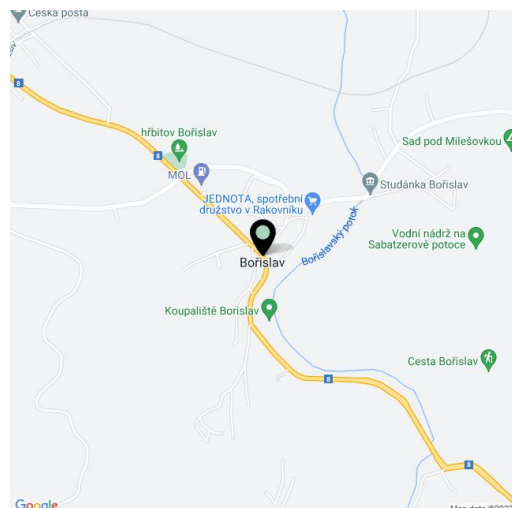 Česká pošta
8
hřbitov Bořislav
8
MOL
Sad pod Milešovkou
JEDNOTA, spotřební
družstvo v Rakovníku
Studánka Bořislav
Bořislavský potok
Vodní nádrž na
Sabatzerově potoce
Bořislav
Koupaliště Borislav
Cesta Bořislav
8
8
Google